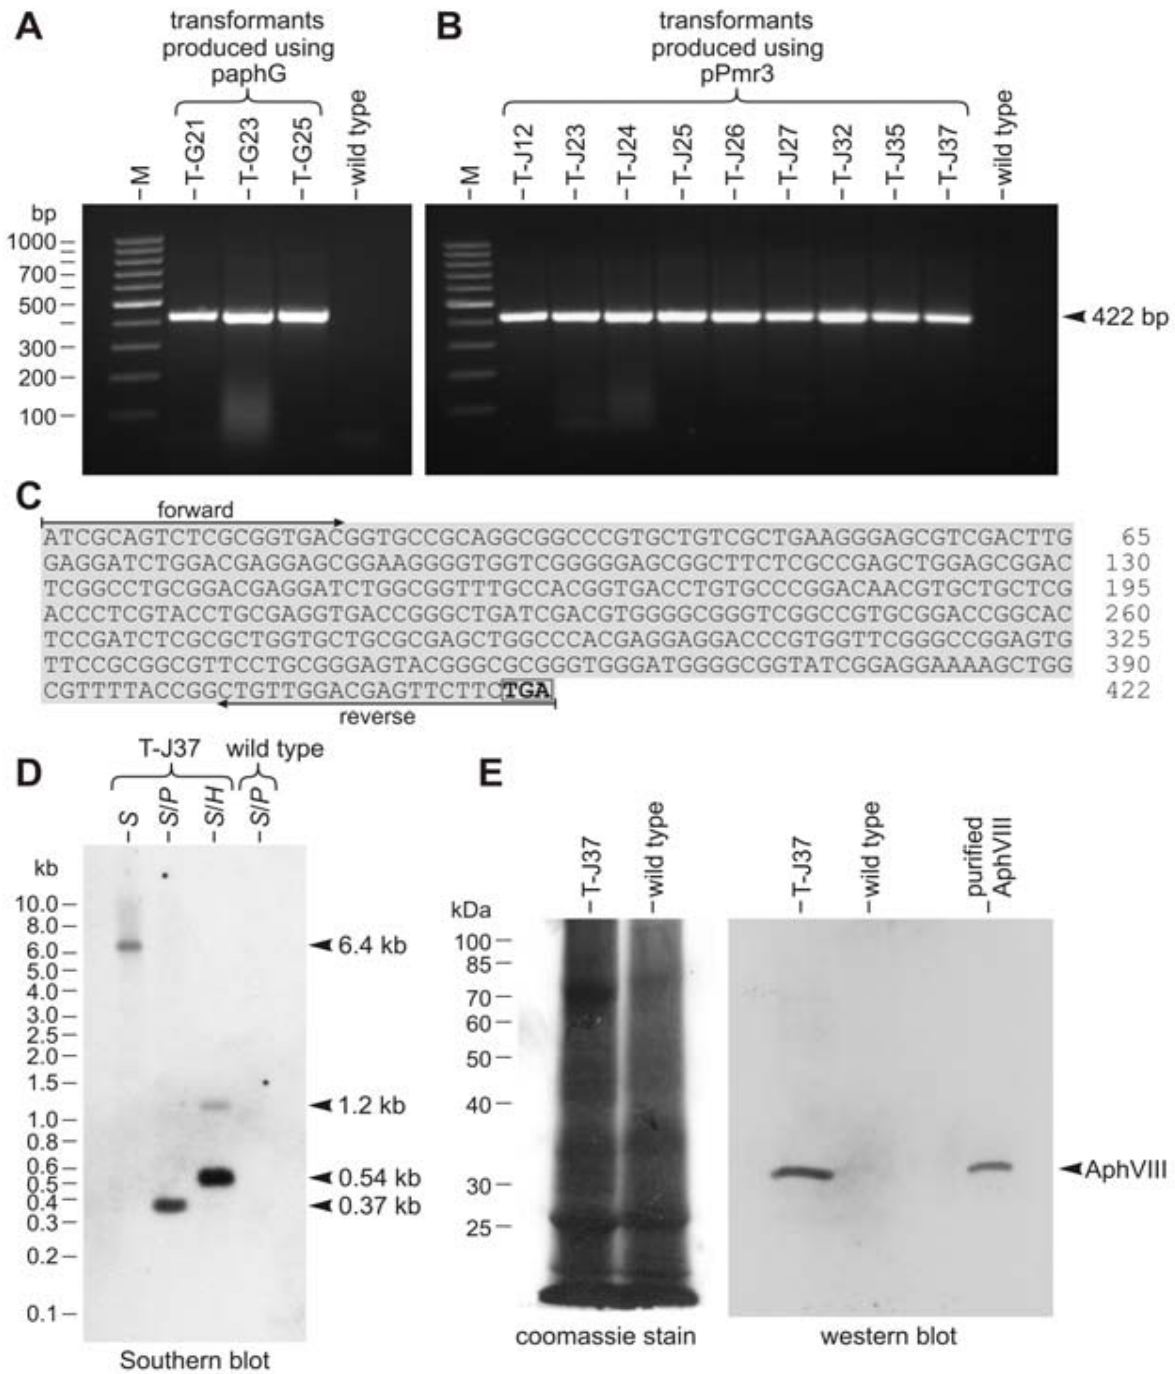 A
transformants
produced using
paphG
M
T-G21
T-G23
T-G25
wild type
bp
1000
700
500
300
200
100
B
transformants
produced using
pPmr3
M
T-J12
T-J23
T-J24
T-J25
T-J26
T-J27
T-J32
T-J35
T-J37
wild type
422 bp
C
forward
ATCGCAGTCTCGCGGTGACGGTGCCGCAGGCGGCCCGTGCTGTCGCTGAAGGGAGCGTCGACTTG 65
GAGGATCTGGACGAGGAGCGGAAGGGGTGGTCGGGGGAGCGGCTTCTCGCCGAGCTGGAGCGGAC 130
TCGGCCTGCGGACGAGGATCTGGCGGTTTGCCACGGTGACCTGTGCCCGGACAACGTGCTGCTCG 195
ACCCTCGTACCTGCGAGGTGACCGGGCTGATCGACGTGGGGCGGGTCGGCCGTGCGGACCGGCAC 260
TCCGATCTCGCGCTGGTGCTGCGCGAGCTGGCCCACGAGGAGGACCCGTGGTTCGGGCCGGAGTG 325
TTCCGCGGCGTTCCTGCGGGAGTACGGGCGCGGGTGGGATGGGGCGGTATCGGAGGAAAAGCTGG 390
CGTTTTACCGGCTGTTGGACGAGTTCTTCTGA 422
reverse
D
T-J37 wild type
S
S/P
S/H
S/P
kb
10.0
8.0
6.0
5.0
4.0
3.0
2.5
2.0
1.5
1.0
0.8
0.6
0.5
0.4
0.3
0.2
0.1
6.4 kb
1.2 kb
0.54 kb
0.37 kb
Southern blot
E
T-J37
wild type
kDa
100
85
70
60
50
40
30
25
coomassie stain
T-J37
wild type
purified
AphVIII
AphVIII
western blot